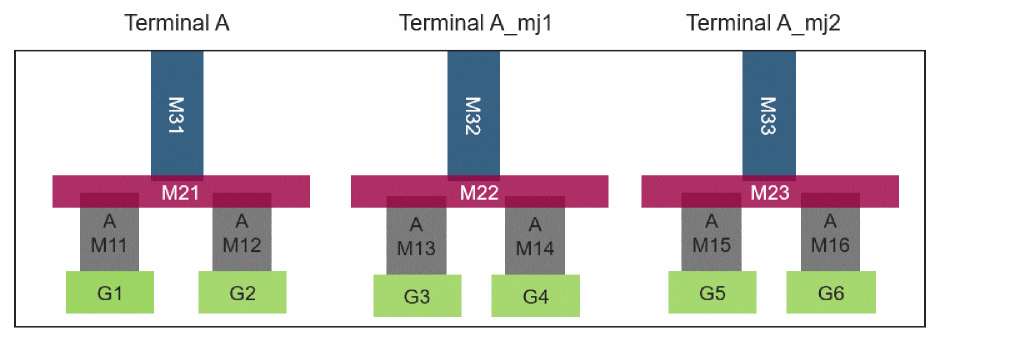 Terminal A
Terminal A_mj1
Terminal A_mj2
M31
M32
M33
M21
M22
M23
A
M11
A
M12
A
M13
A
M14
A
M15
A
M16
G1
G2
G3
G4
G5
G6